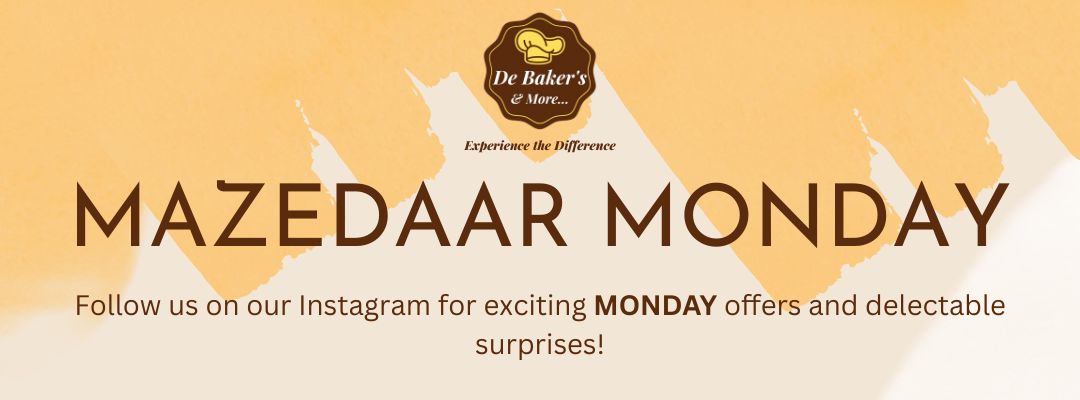 De Baker's
& More...
Experience the Difference
MAZEDAAR MONDAY
Follow us on our Instagram for exciting MONDAY offers and delectable
surprises!